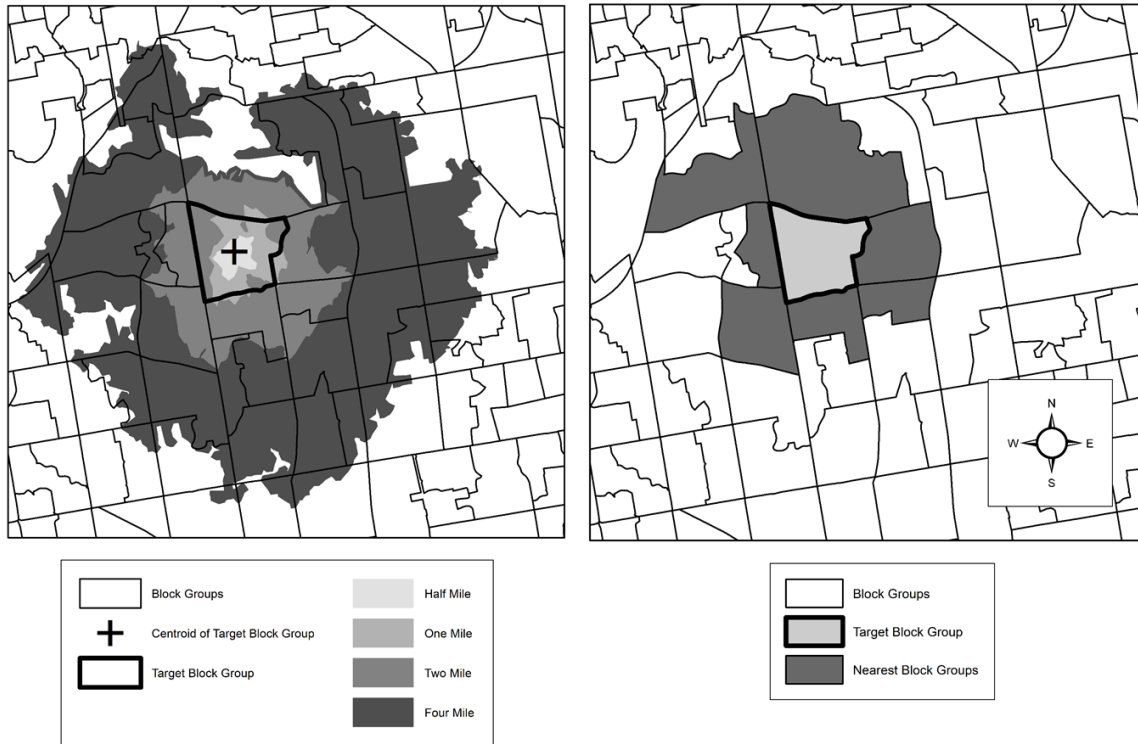 N
W E
S
Block Groups
Centroid of Target Block Group
Target Block Group
Half Mile
One Mile
Two Mile
Four Mile
Block Groups
Target Block Group
Nearest Block Groups